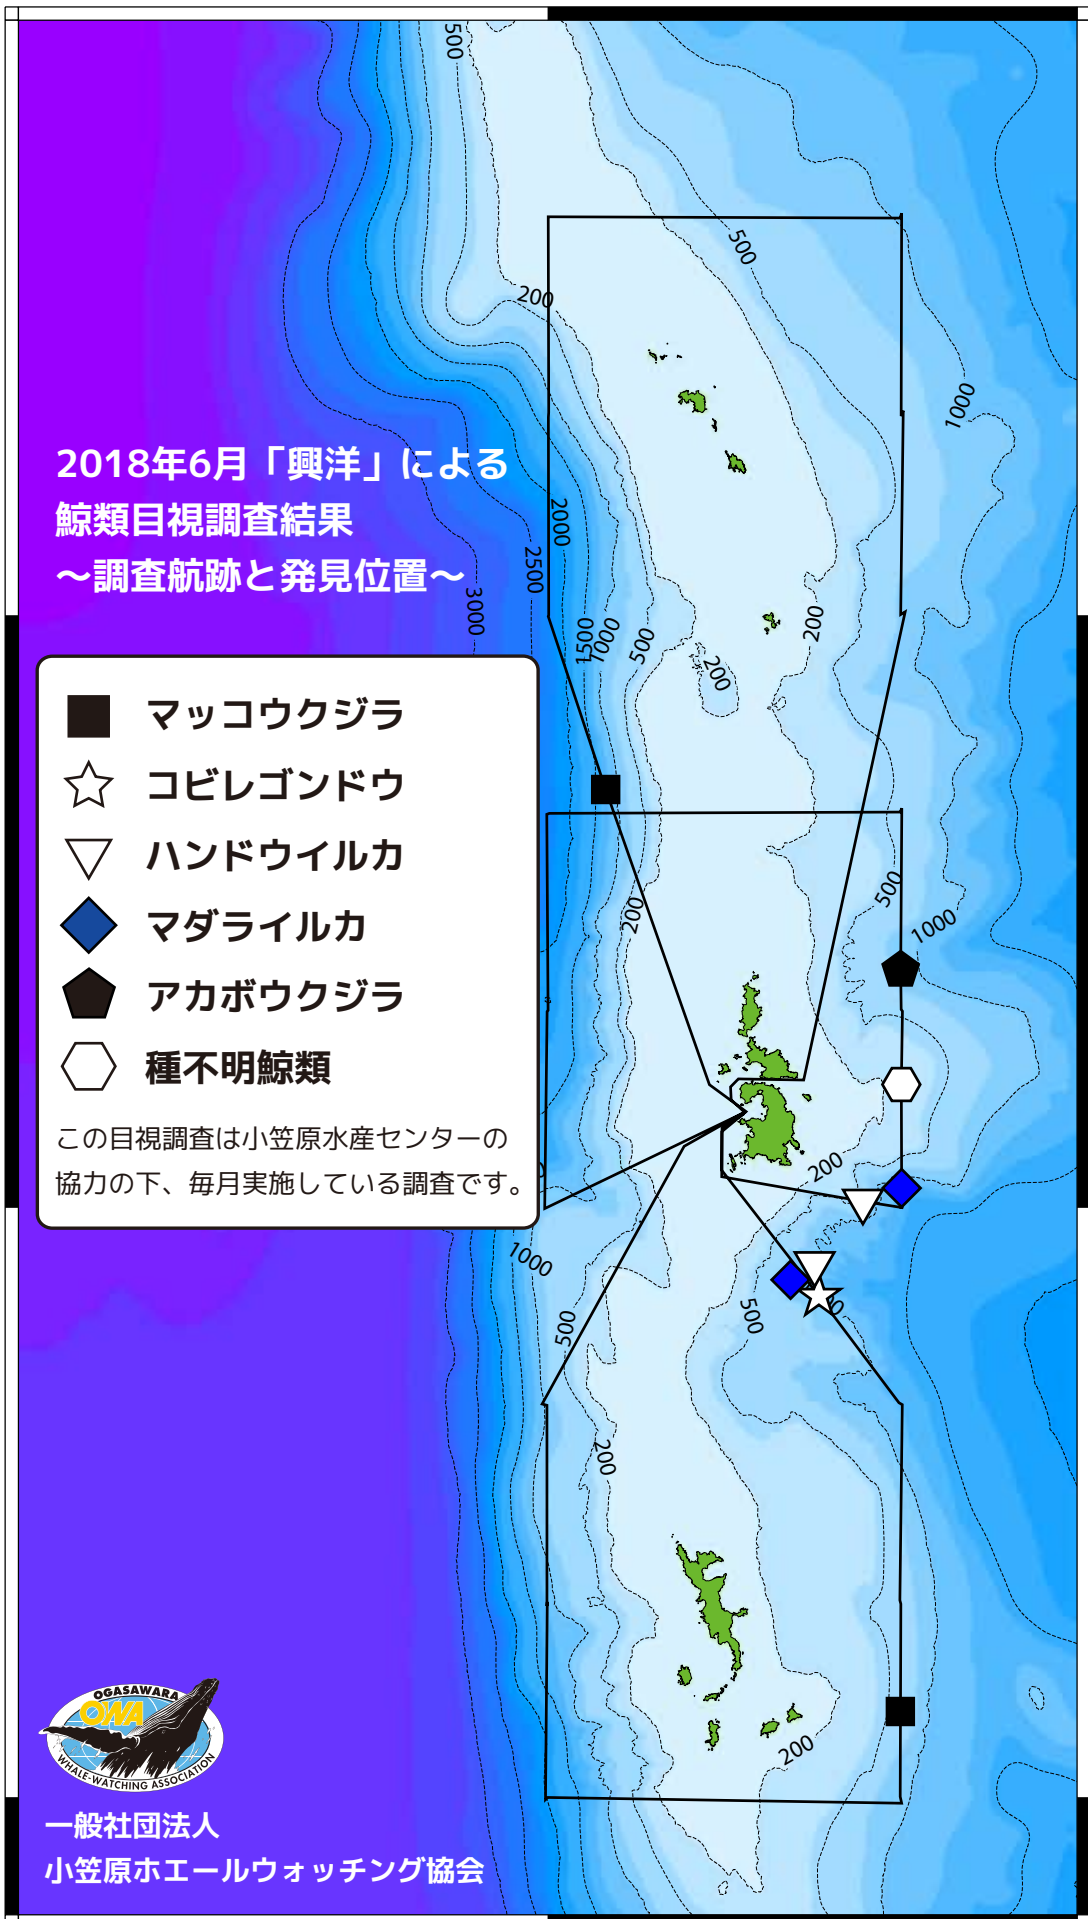 500
500
200
1000
2018年6月「興洋」による
鯨類目視調査結果
～調査航跡と発見位置～
2000
2500
3000
1500
1000
500
200
200
マッコウクジラ
コビレゴンドウ
ハンドウイルカ
マダライルカ
アカボウクジラ
種不明鯨類
この目視調査は小笠原水産センターの
協力の下、毎月実施している調査です。
200
500
1000
200
1000
500
500
200
200
OGASAWARA
OWA
WHALE-WATCHING ASSOCIATION
一般社団法人
小笠原ホエールウォッチング協会